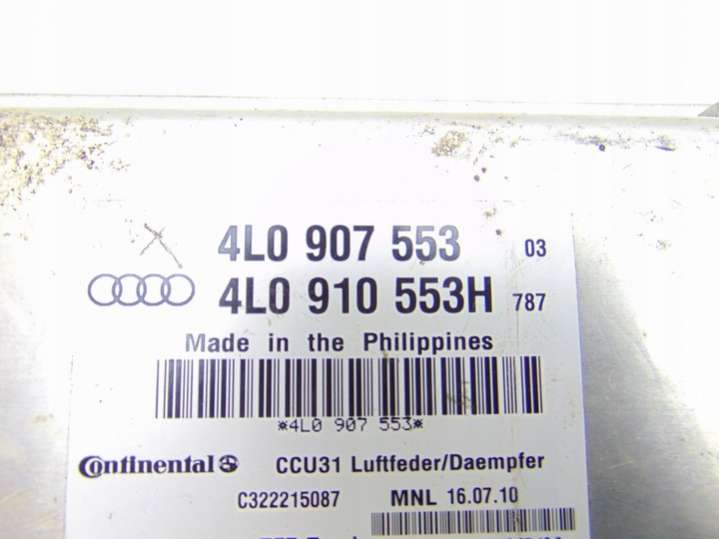 4L0 907 553 03
4L0 910 553H 787
Made in the Philippines
*4L0 907 553*
Continental CCU31 Luftfeder/Daempfer
C322215087 MNL 16.07.10